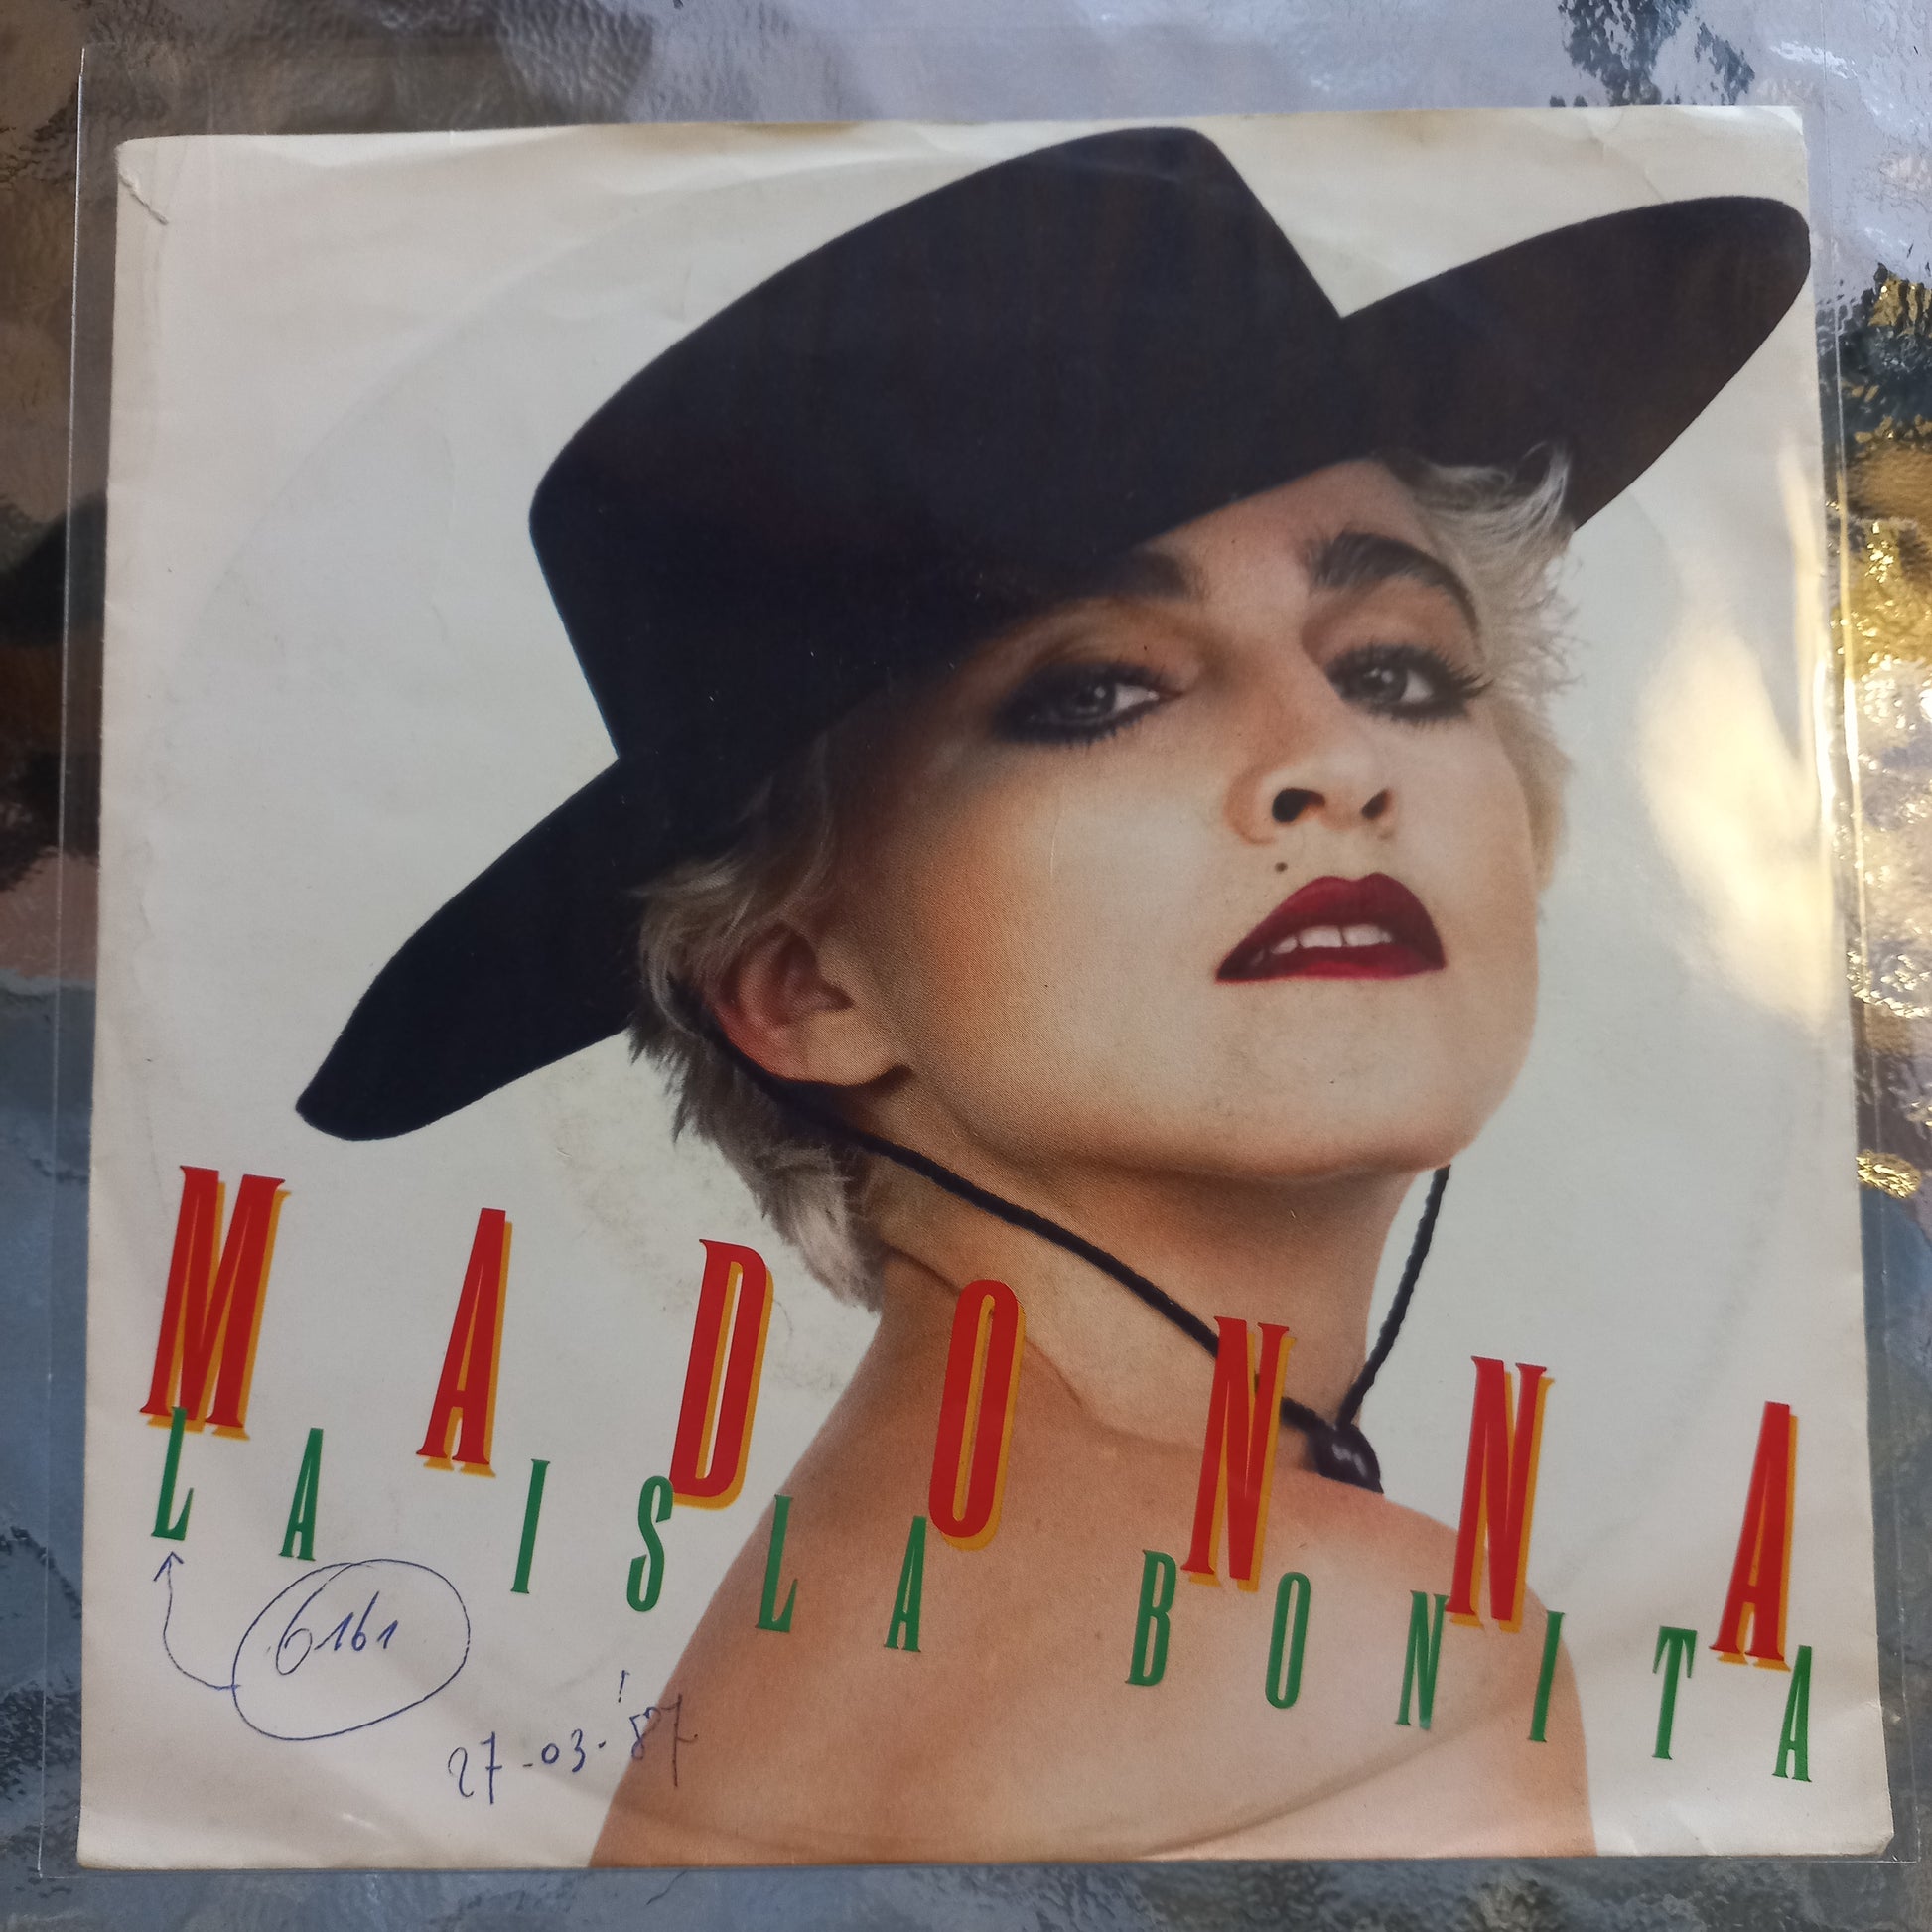 MADONNA
LA ISLA BONITA
6161
27-03-'87